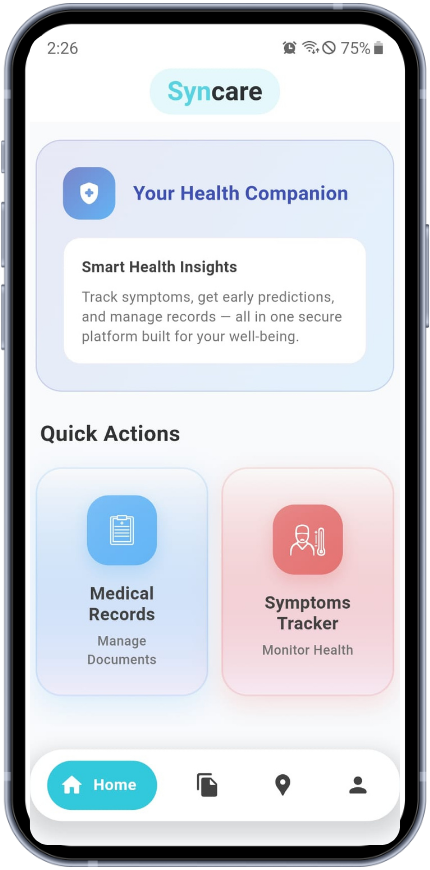 2:26 75%
Syncare
Your Health Companion
Smart Health Insights
Track symptoms, get early predictions,
and manage records — all in one secure
platform built for your well-being.
Quick Actions
Medical
Records
Manage
Documents
Symptoms
Tracker
Monitor Health
Home